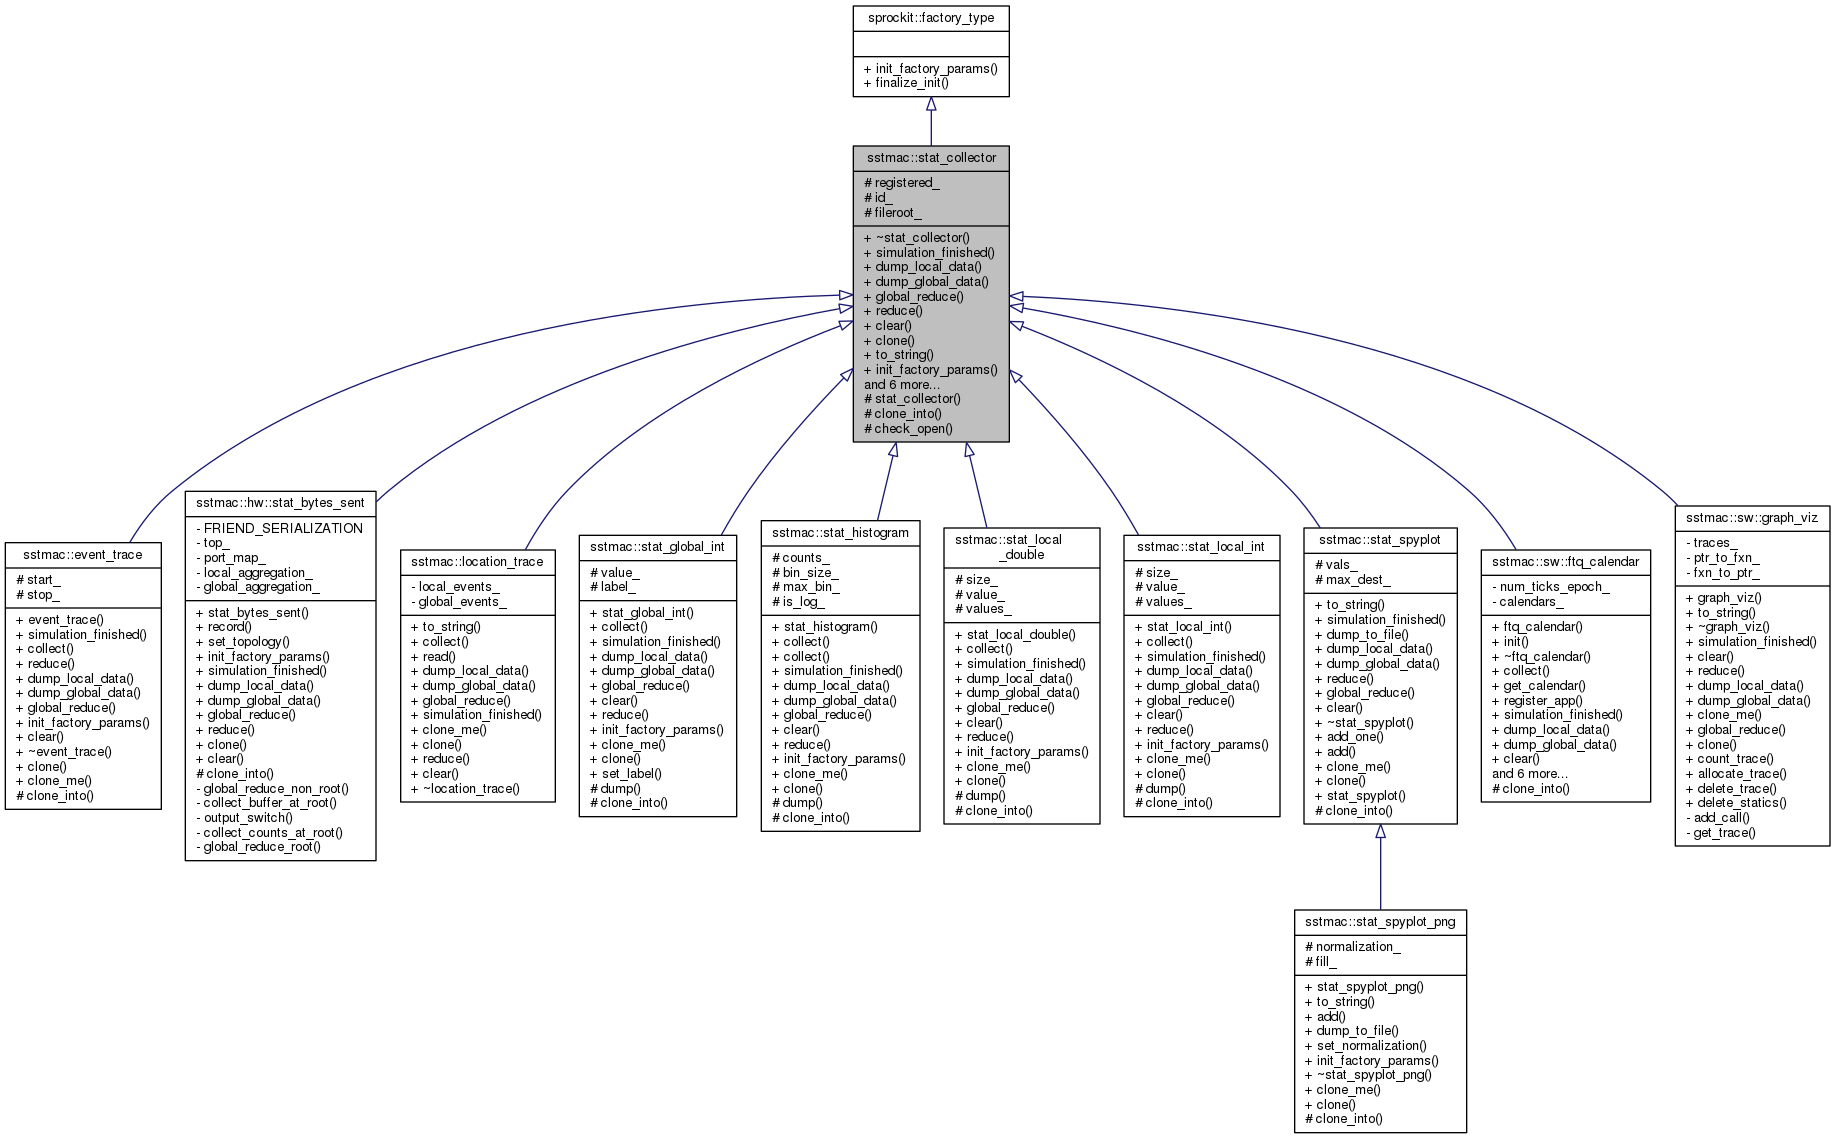 sprockit::factory_type
+ init_factory_params()
+ finalize_init()
sstmac::stat_collector
# registered_
# id_
# fileroot_
+ ~stat_collector()
+ simulation_finished()
+ dump_local_data()
+ dump_global_data()
+ global_reduce()
+ reduce()
+ clear()
+ clone()
+ to_string()
+ init_factory_params()
and 6 more...
# stat_collector()
# clone_into()
# check_open()
sstmac::event_trace
# start_
# stop_
+ event_trace()
+ simulation_finished()
+ collect()
+ reduce()
+ dump_local_data()
+ dump_global_data()
+ global_reduce()
+ init_factory_params()
+ clear()
+ ~event_trace()
+ clone()
+ clone_me()
# clone_into()
sstmac::hw::stat_bytes_sent
- FRIEND_SERIALIZATION
- top_
- port_map_
- local_aggregation_
- global_aggregation_
+ stat_bytes_sent()
+ record()
+ set_topology()
+ init_factory_params()
+ simulation_finished()
+ dump_local_data()
+ dump_global_data()
+ global_reduce()
+ reduce()
+ clone()
+ clear()
# clone_into()
- global_reduce_non_root()
- collect_buffer_at_root()
- output_switch()
- collect_counts_at_root()
- global_reduce_root()
sstmac::location_trace
- local_events_
- global_events_
+ to_string()
+ collect()
+ read()
+ dump_local_data()
+ dump_global_data()
+ global_reduce()
+ simulation_finished()
+ clone_me()
+ clone()
+ reduce()
+ clear()
+ ~location_trace()
sstmac::stat_global_int
# value_
# label_
+ stat_global_int()
+ collect()
+ simulation_finished()
+ dump_local_data()
+ dump_global_data()
+ global_reduce()
+ clear()
+ reduce()
+ init_factory_params()
+ clone_me()
+ clone()
+ set_label()
# dump()
# clone_into()
sstmac::stat_histogram
# counts_
# bin_size_
# max_bin_
# is_log_
+ stat_histogram()
+ collect()
+ collect()
+ simulation_finished()
+ dump_local_data()
+ dump_global_data()
+ global_reduce()
+ clear()
+ reduce()
+ init_factory_params()
+ clone_me()
+ clone()
# dump()
# clone_into()
sstmac::stat_local
_double
# size_
# value_
# values_
+ stat_local_double()
+ collect()
+ simulation_finished()
+ dump_local_data()
+ dump_global_data()
+ global_reduce()
+ clear()
+ reduce()
+ init_factory_params()
+ clone_me()
+ clone()
# dump()
# clone_into()
sstmac::stat_local_int
# size_
# value_
# values_
+ stat_local_int()
+ collect()
+ simulation_finished()
+ dump_local_data()
+ dump_global_data()
+ global_reduce()
+ clear()
+ reduce()
+ init_factory_params()
+ clone_me()
+ clone()
# dump()
# clone_into()
sstmac::stat_spyplot
# vals_
# max_dest_
+ to_string()
+ simulation_finished()
+ dump_to_file()
+ dump_local_data()
+ dump_global_data()
+ reduce()
+ global_reduce()
+ clear()
+ ~stat_spyplot()
+ add_one()
+ add()
+ clone_me()
+ clone()
+ stat_spyplot()
# clone_into()
sstmac::sw::ftq_calendar
- num_ticks_epoch_
- calendars_
+ ftq_calendar()
+ init()
+ ~ftq_calendar()
+ collect()
+ get_calendar()
+ register_app()
+ simulation_finished()
+ dump_local_data()
+ dump_global_data()
+ clear()
and 6 more...
# clone_into()
sstmac::sw::graph_viz
- traces_
- ptr_to_fxn_
- fxn_to_ptr_
+ graph_viz()
+ to_string()
+ ~graph_viz()
+ simulation_finished()
+ clear()
+ reduce()
+ dump_local_data()
+ dump_global_data()
+ clone_me()
+ global_reduce()
+ clone()
+ count_trace()
+ allocate_trace()
+ delete_trace()
+ delete_statics()
- add_call()
- get_trace()
sstmac::stat_spyplot_png
# normalization_
# fill_
+ stat_spyplot_png()
+ to_string()
+ add()
+ dump_to_file()
+ set_normalization()
+ init_factory_params()
+ ~stat_spyplot_png()
+ clone_me()
+ clone()
# clone_into()